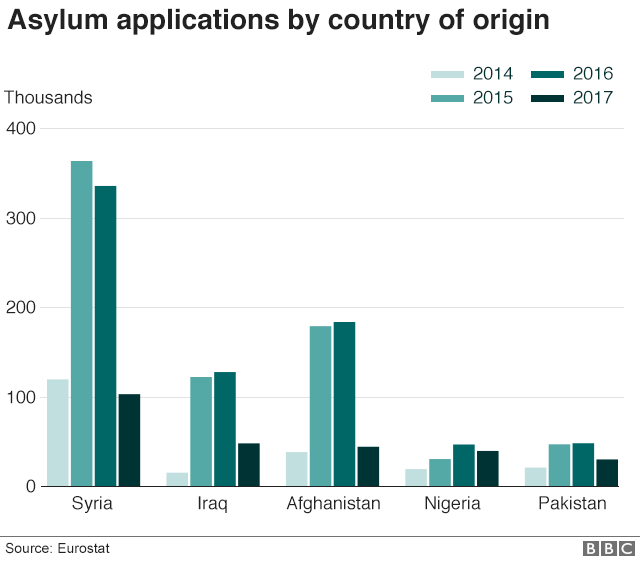 Asylum applications by country of origin
2014 2016
Thousands
2015 2017
400
300
200
100
0
Syria Iraq Afghanistan Nigeria Pakistan
Source: Eurostat BBC